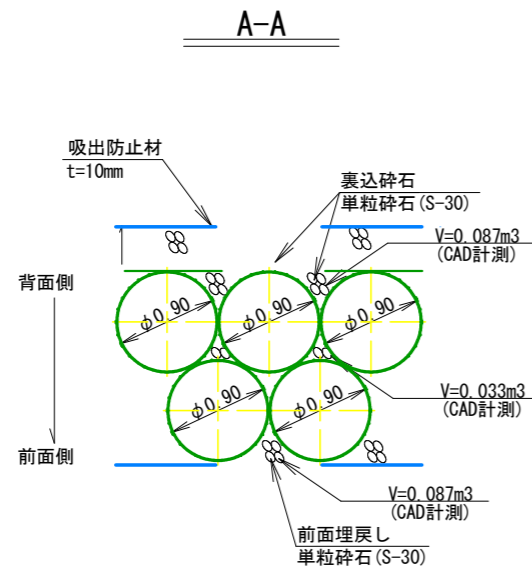 A-A
吸出防止材
t=10mm
裏込砕石
単粒砕石(S-30)
V=0.087m3
(CAD計測)
背面側
φ0.90
φ0.90
φ0.90
φ0.90
φ0.90
V=0.033m3
(CAD計測)
前面側
V=0.087m3
(CAD計測)
前面埋戻し
単粒砕石(S-30)